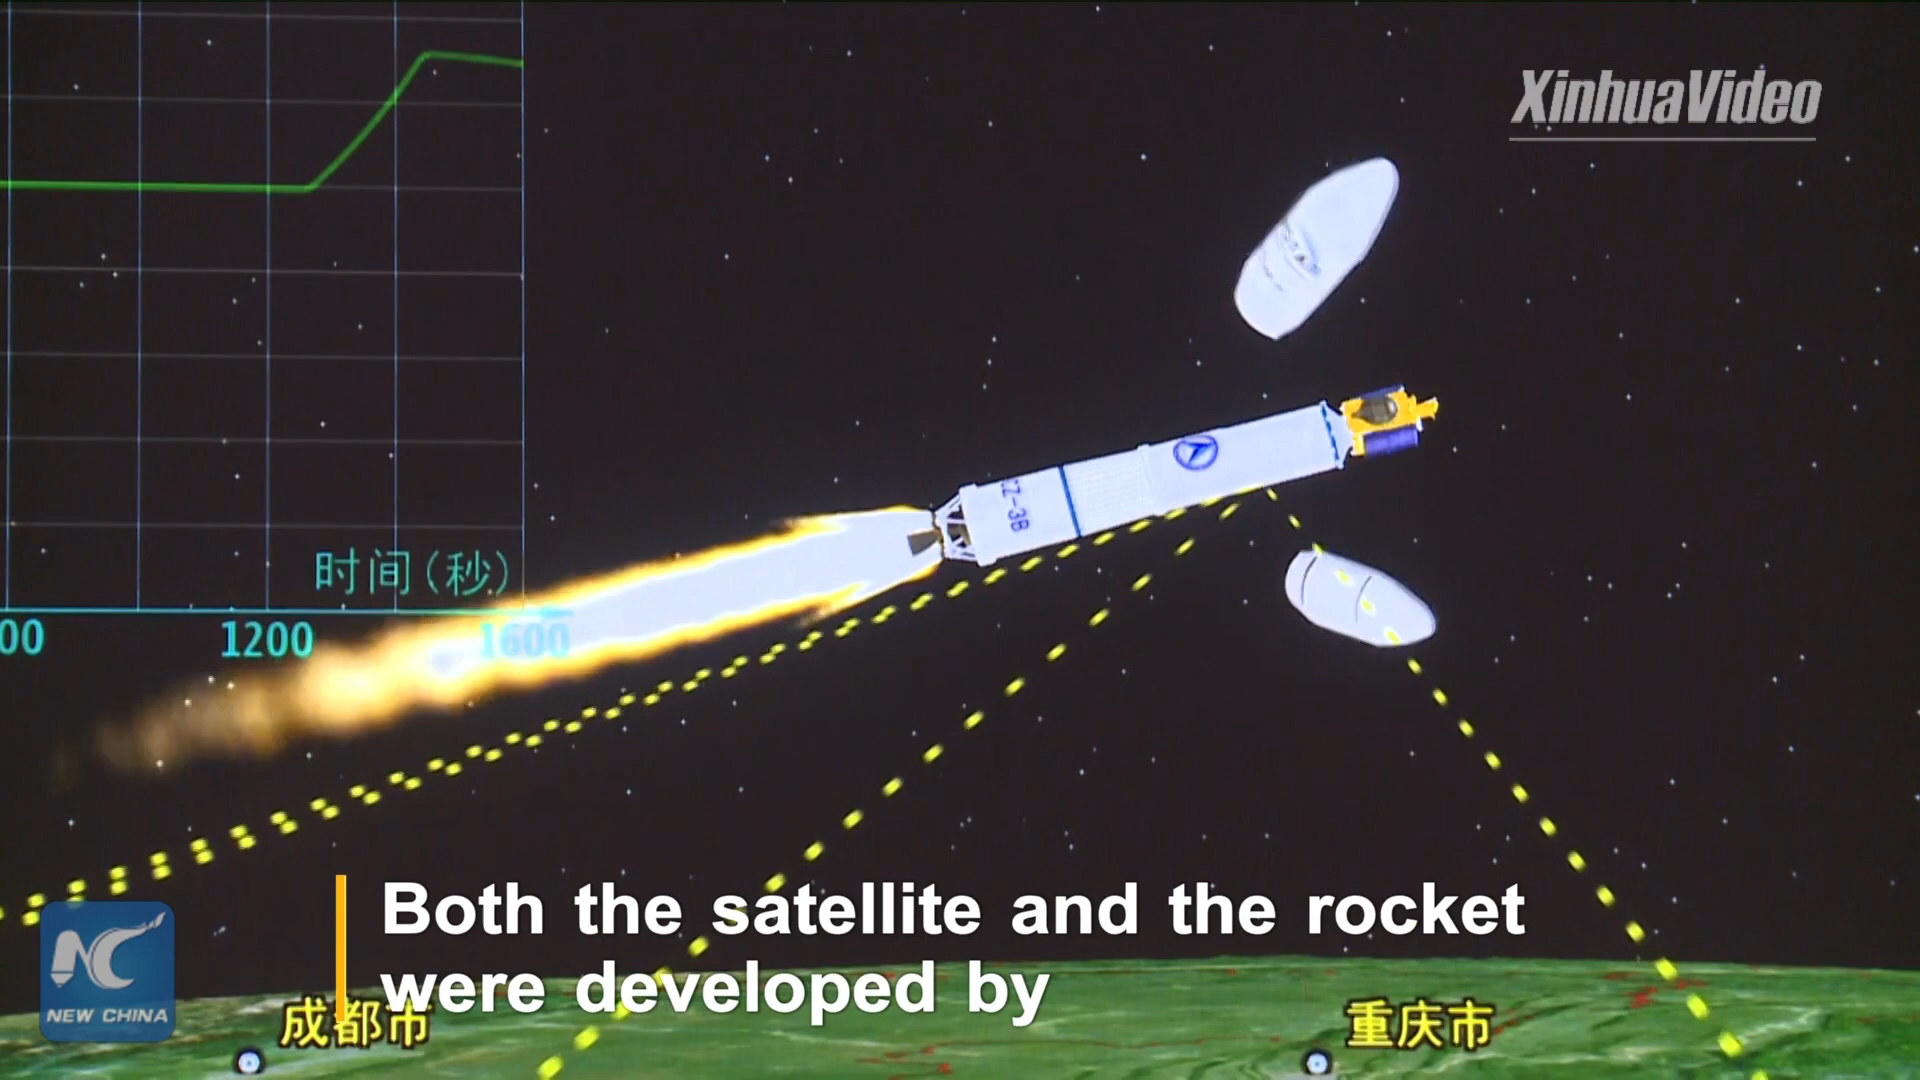 XinhuaVideo
CZ-3B
时间(秒)
00
1200
1600
Both the satellite and the rocket
were developed by
成都市
重庆市
NC
NEW CHINA